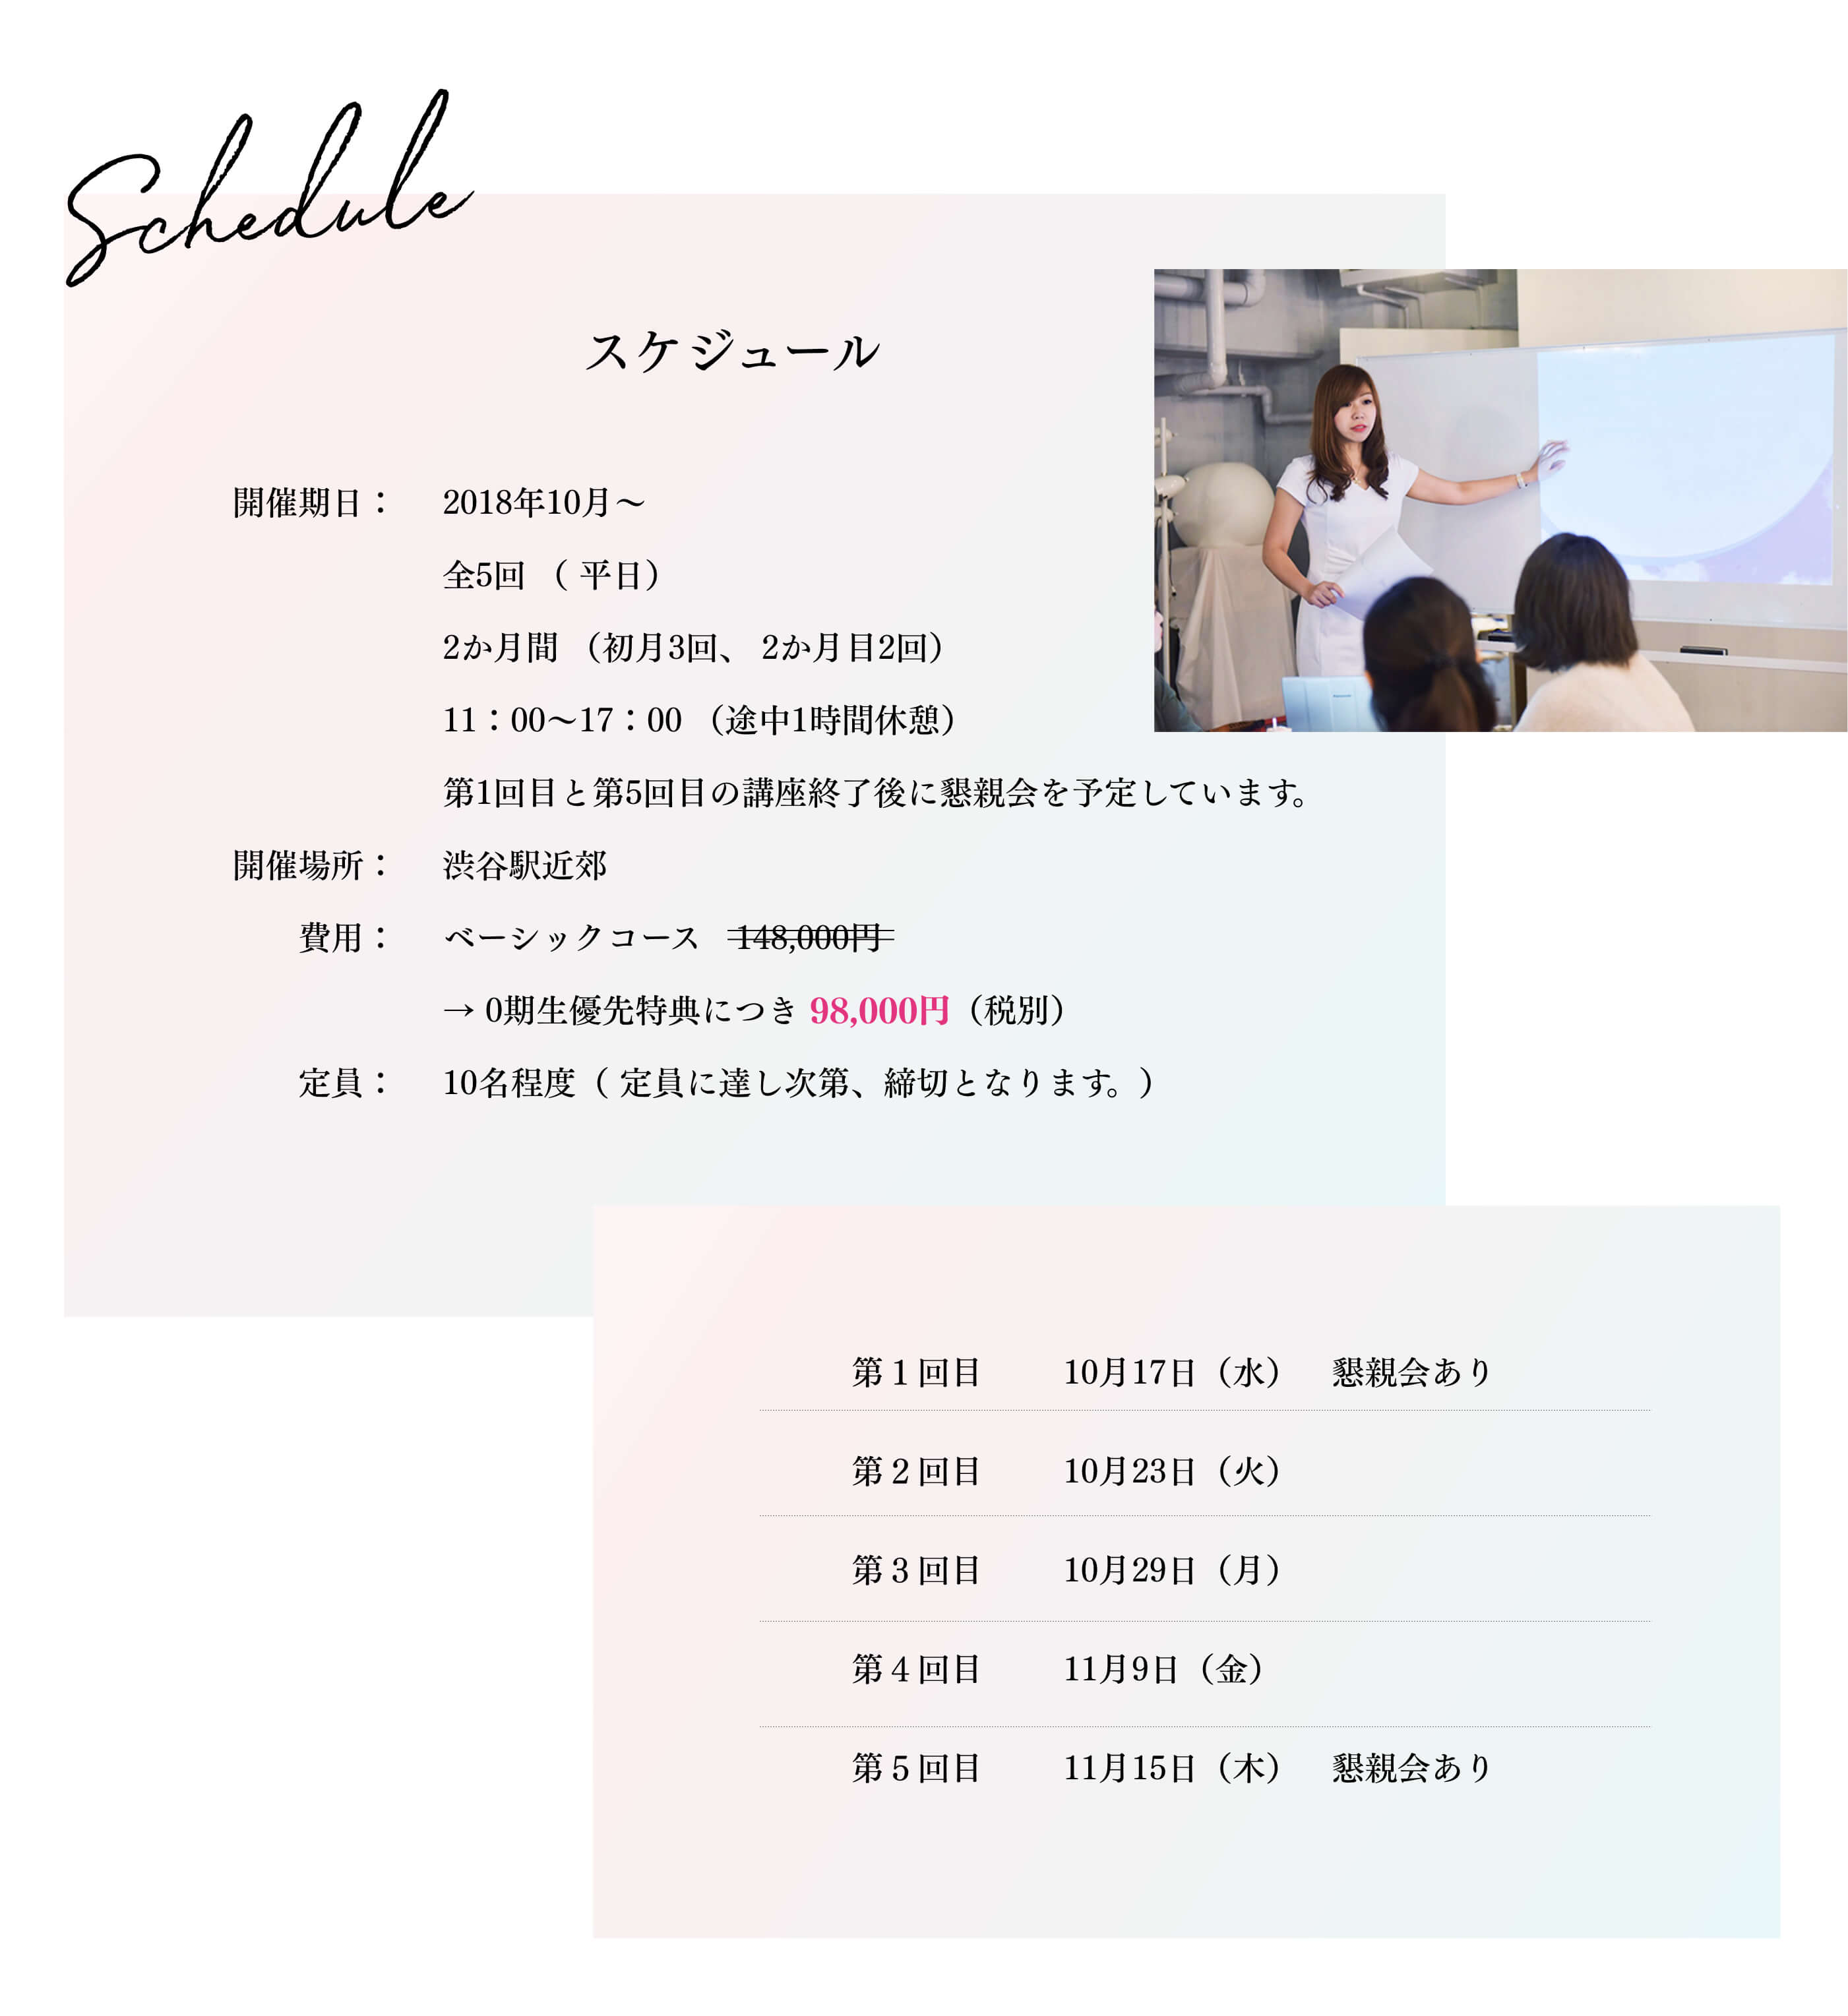 Schedule
スケジュール
開催期日： 2018年10月〜
全5回 （ 平日）
2か月間 （初月3回、 2か月目2回）
11：00〜17：00 （途中1時間休憩）
第1回目と第5回目の講座終了後に懇親会を予定しています。
開催場所： 渋谷駅近郊
費用： ベーシックコース 148,000円
→ 0期生優先特典につき 98,000円（税別）
定員： 10名程度（ 定員に達し次第、締切となります。）
第１回目 10月17日（水） 懇親会あり
第２回目 10月23日（火）
第３回目 10月29日（月）
第４回目 11月9日（金）
第５回目 11月15日（木） 懇親会あり